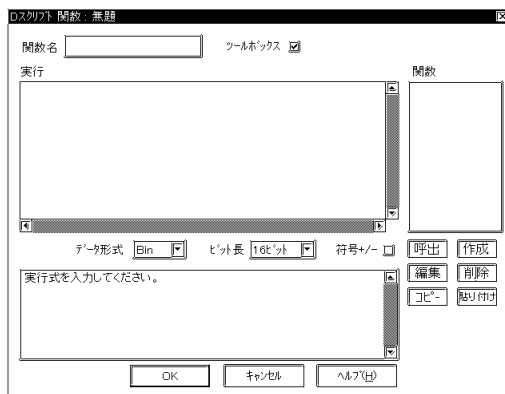 Dｽｸﾘﾌﾟﾄ 関数 : 無題
関数名
ﾂｰﾙﾎﾞｯｸｽ
実行
関数
ﾃﾞｰﾀ形式 Bin ﾋﾞｯﾄ長 16ﾋﾞｯﾄ 符号+/-
呼出 作成
編集 削除
ｺﾋﾟｰ 貼り付け
実行式を入力してください。
OK ｷｬﾝｾﾙ ﾍﾙﾌﾟ(H)